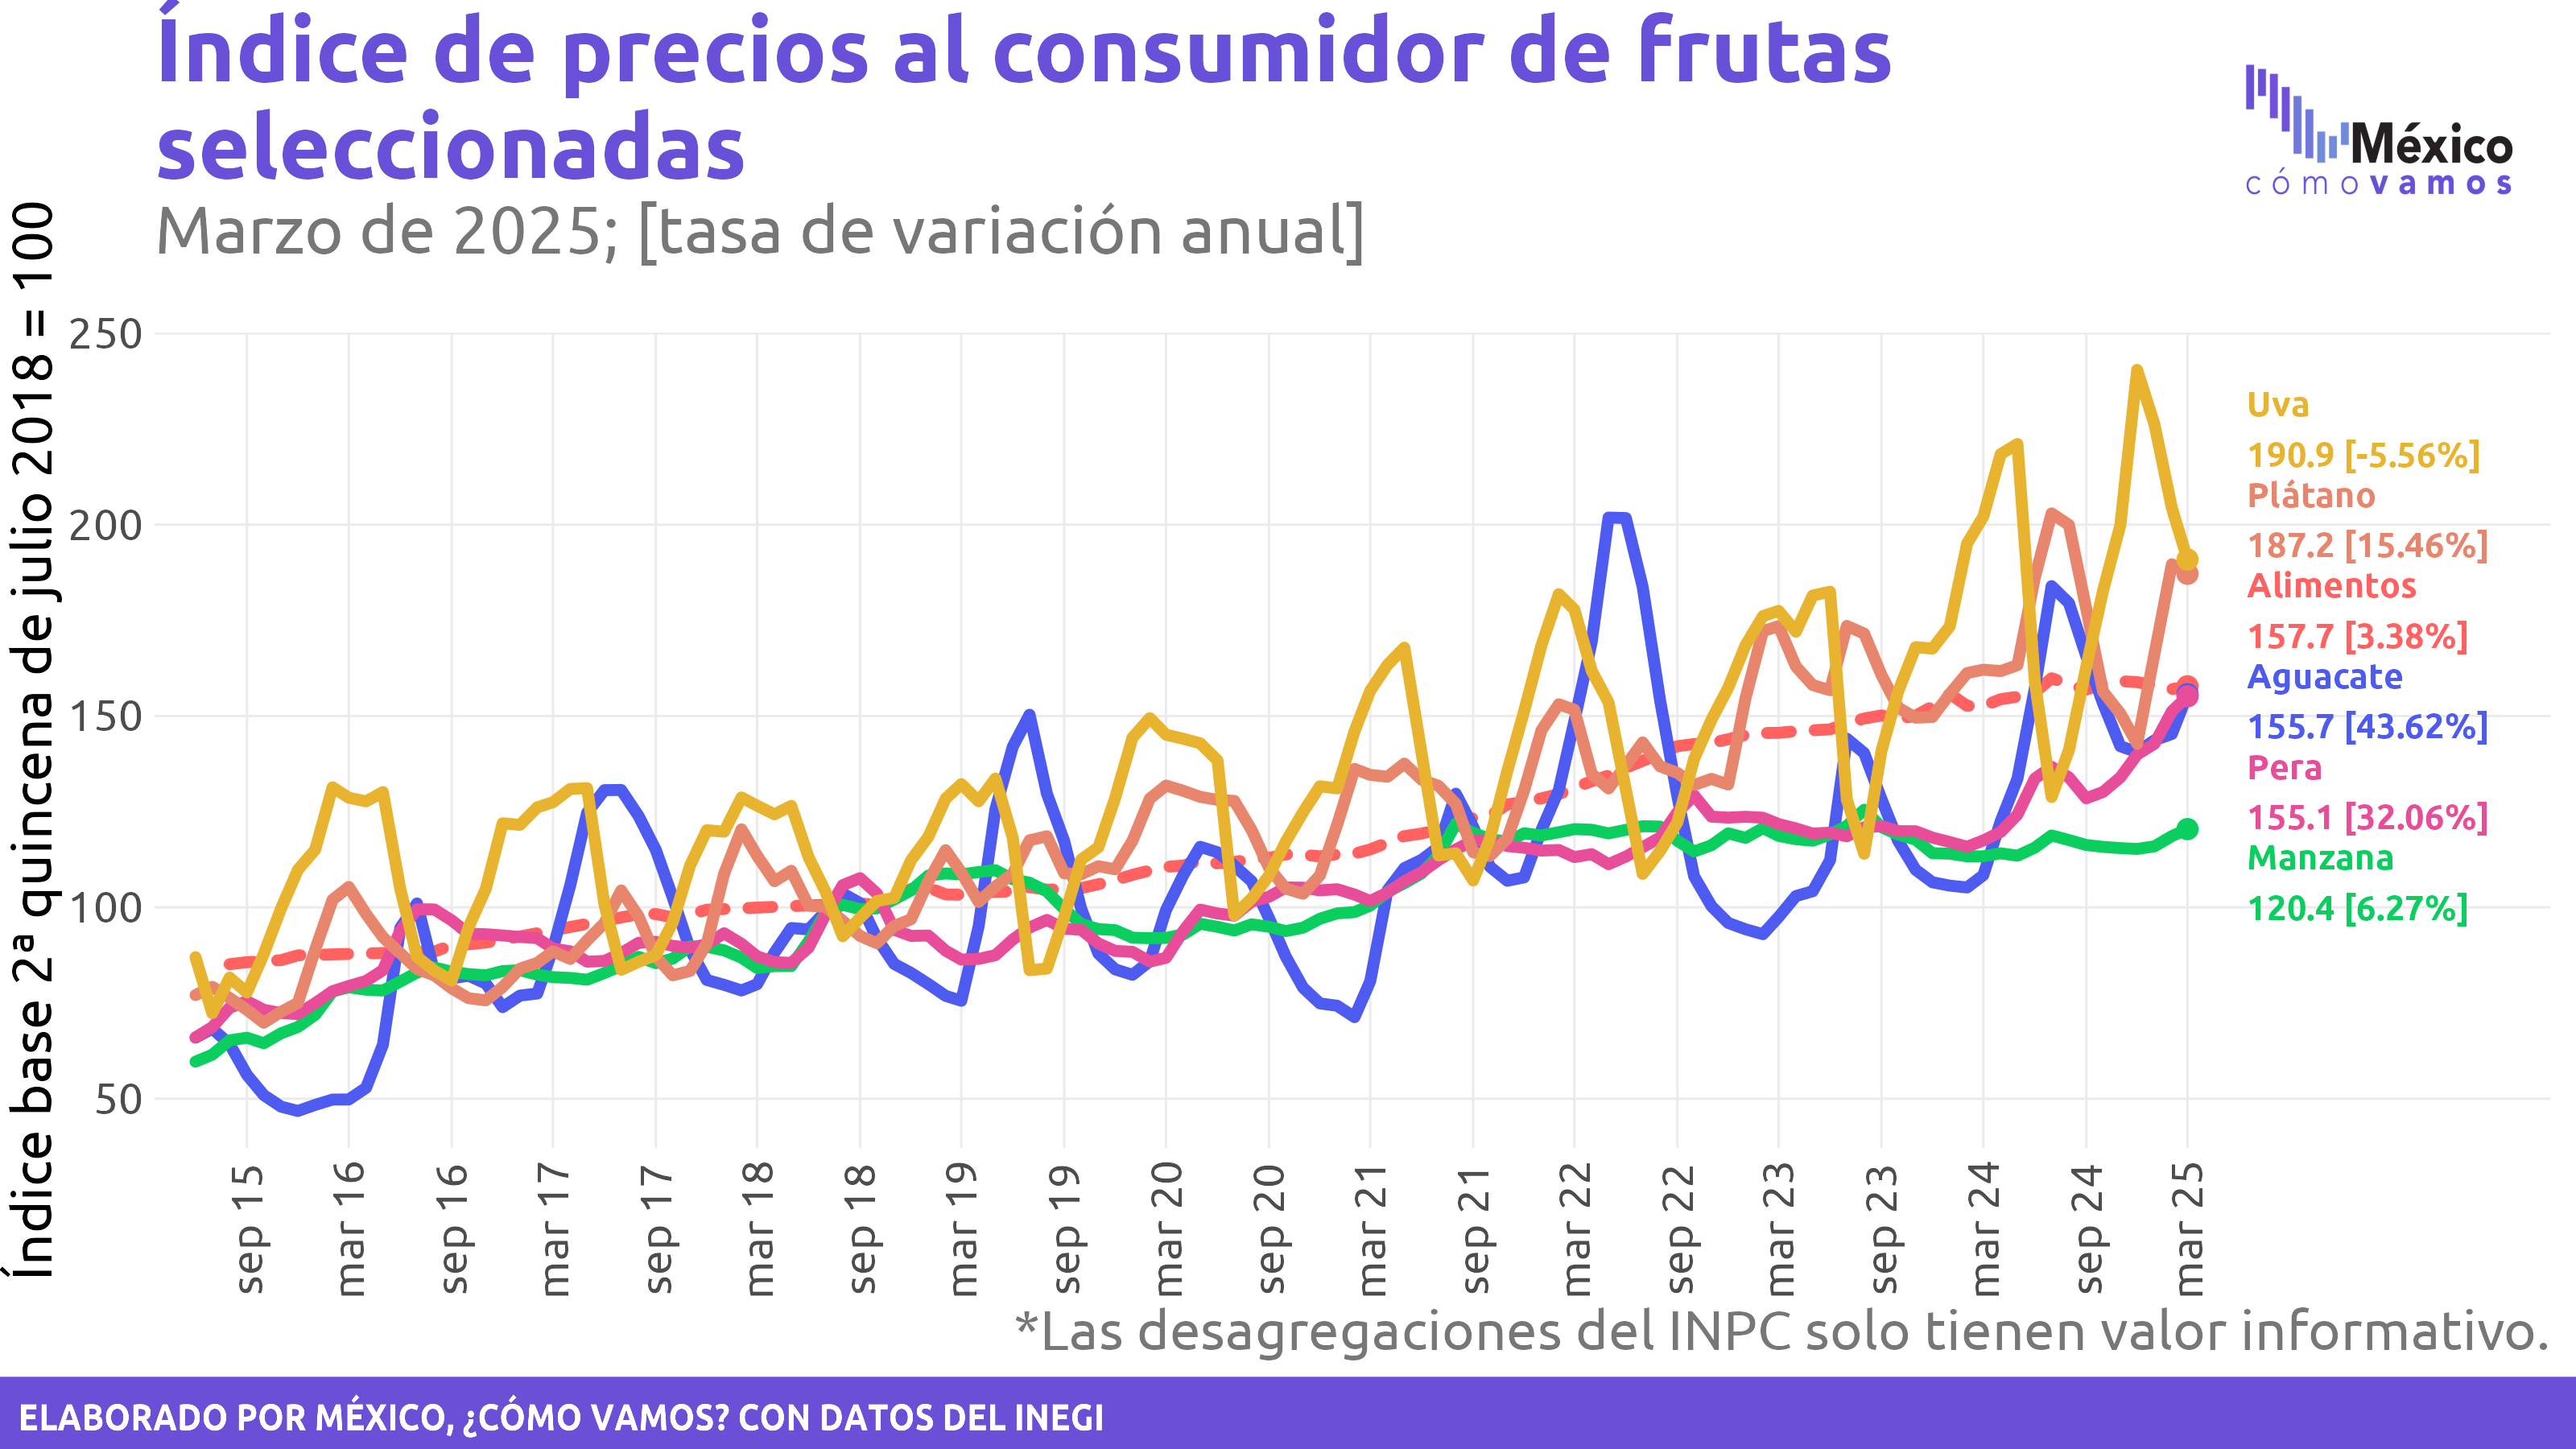 Índice de precios al consumidor de frutas
seleccionadas
Marzo de 2025; [tasa de variación anual]
México
cómo vamos
Índice base 2ª quincena de julio 2018 = 100
250
200
150
100
50
Uva
190.9 [-5.56%]
Plátano
187.2 [15.46%]
Alimentos
157.7 [3.38%]
Aguacate
155.7 [43.62%]
Pera
155.1 [32.06%]
Manzana
120.4 [6.27%]
sep 15
mar 16
sep 16
mar 17
sep 17
mar 18
sep 18
mar 19
sep 19
mar 20
sep 20
mar 21
sep 21
mar 22
sep 22
mar 23
sep 23
mar 24
sep 24
mar 25
*Las desagregaciones del INPC solo tienen valor informativo.
ELABORADO POR MÉXICO, ¿CÓMO VAMOS? CON DATOS DEL INEGI